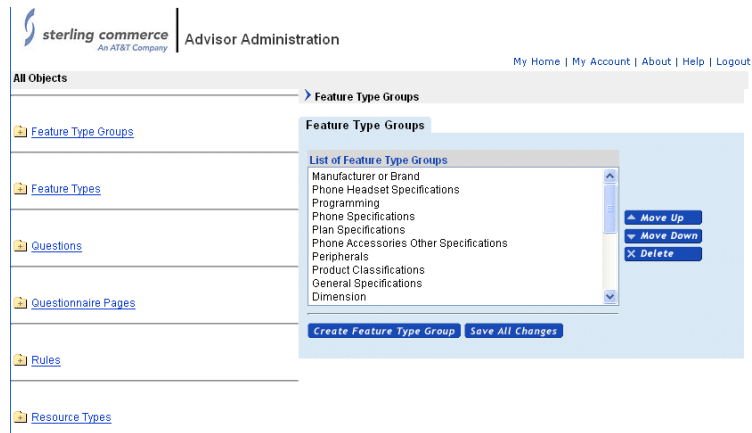 sterling commerce
An AT&T Company
Advisor Administration
My Home | My Account | About | Help | Logout
All Objects
Feature Type Groups
Feature Types
Questions
Questionnaire Pages
Rules
Resource Types
Feature Type Groups
Feature Type Groups
List of Feature Type Groups
Manufacturer or Brand
Phone Headset Specifications
Programming
Phone Specifications
Plan Specifications
Phone Accessories Other Specifications
Peripherals
Product Classifications
General Specifications
Dimension
Move Up
Move Down
Delete
Create Feature Type Group
Save All Changes